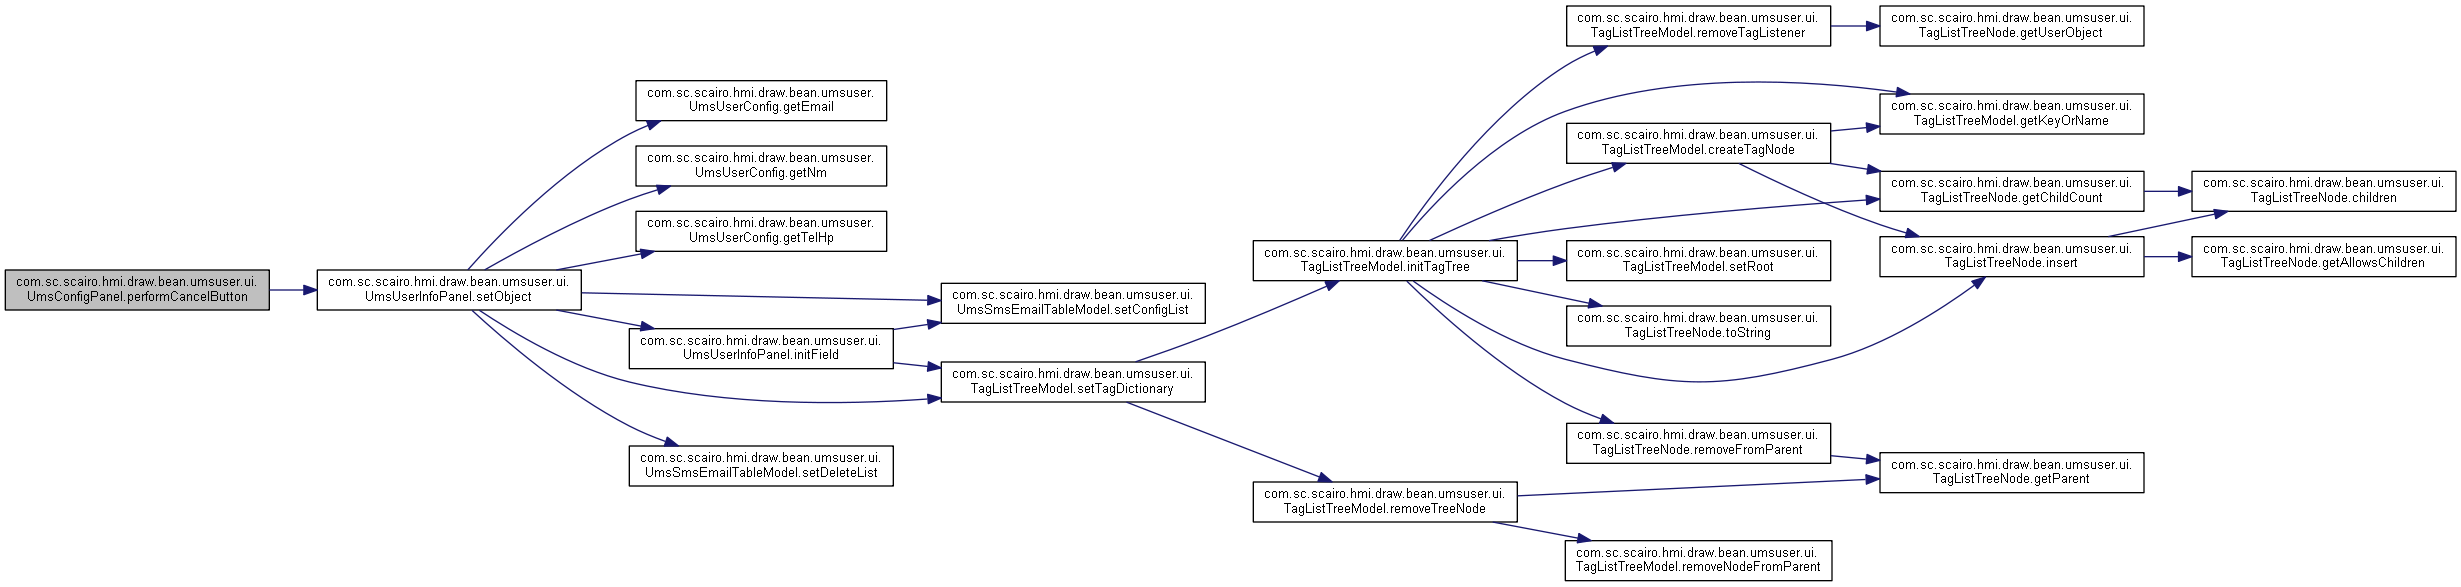 com.sc.scairo.hmi.draw.bean.umsuser.ui.
UmsConfigPanel.performCancelButton
com.sc.scairo.hmi.draw.bean.umsuser.ui.
UmsUserInfoPanel.setObject
com.sc.scairo.hmi.draw.bean.umsuser.
UmsUserConfig.getEmail
com.sc.scairo.hmi.draw.bean.umsuser.
UmsUserConfig.getNm
com.sc.scairo.hmi.draw.bean.umsuser.
UmsUserConfig.getTelHp
com.sc.scairo.hmi.draw.bean.umsuser.ui.
UmsUserInfoPanel.initField
com.sc.scairo.hmi.draw.bean.umsuser.ui.
UmsSmsEmailTableModel.setDeleteList
com.sc.scairo.hmi.draw.bean.umsuser.ui.
UmsSmsEmailTableModel.setConfigList
com.sc.scairo.hmi.draw.bean.umsuser.ui.
TagListTreeModel.setTagDictionary
com.sc.scairo.hmi.draw.bean.umsuser.ui.
TagListTreeModel.initTagTree
com.sc.scairo.hmi.draw.bean.umsuser.ui.
TagListTreeModel.removeTreeNode
com.sc.scairo.hmi.draw.bean.umsuser.ui.
TagListTreeModel.removeTagListener
com.sc.scairo.hmi.draw.bean.umsuser.ui.
TagListTreeModel.createTagNode
com.sc.scairo.hmi.draw.bean.umsuser.ui.
TagListTreeModel.setRoot
com.sc.scairo.hmi.draw.bean.umsuser.ui.
TagListTreeNode.toString
com.sc.scairo.hmi.draw.bean.umsuser.ui.
TagListTreeNode.removeFromParent
com.sc.scairo.hmi.draw.bean.umsuser.ui.
TagListTreeModel.removeNodeFromParent
com.sc.scairo.hmi.draw.bean.umsuser.ui.
TagListTreeNode.getUserObject
com.sc.scairo.hmi.draw.bean.umsuser.ui.
TagListTreeModel.getKeyOrName
com.sc.scairo.hmi.draw.bean.umsuser.ui.
TagListTreeNode.getChildCount
com.sc.scairo.hmi.draw.bean.umsuser.ui.
TagListTreeNode.insert
com.sc.scairo.hmi.draw.bean.umsuser.ui.
TagListTreeNode.getParent
com.sc.scairo.hmi.draw.bean.umsuser.ui.
TagListTreeNode.children
com.sc.scairo.hmi.draw.bean.umsuser.ui.
TagListTreeNode.getAllowsChildren